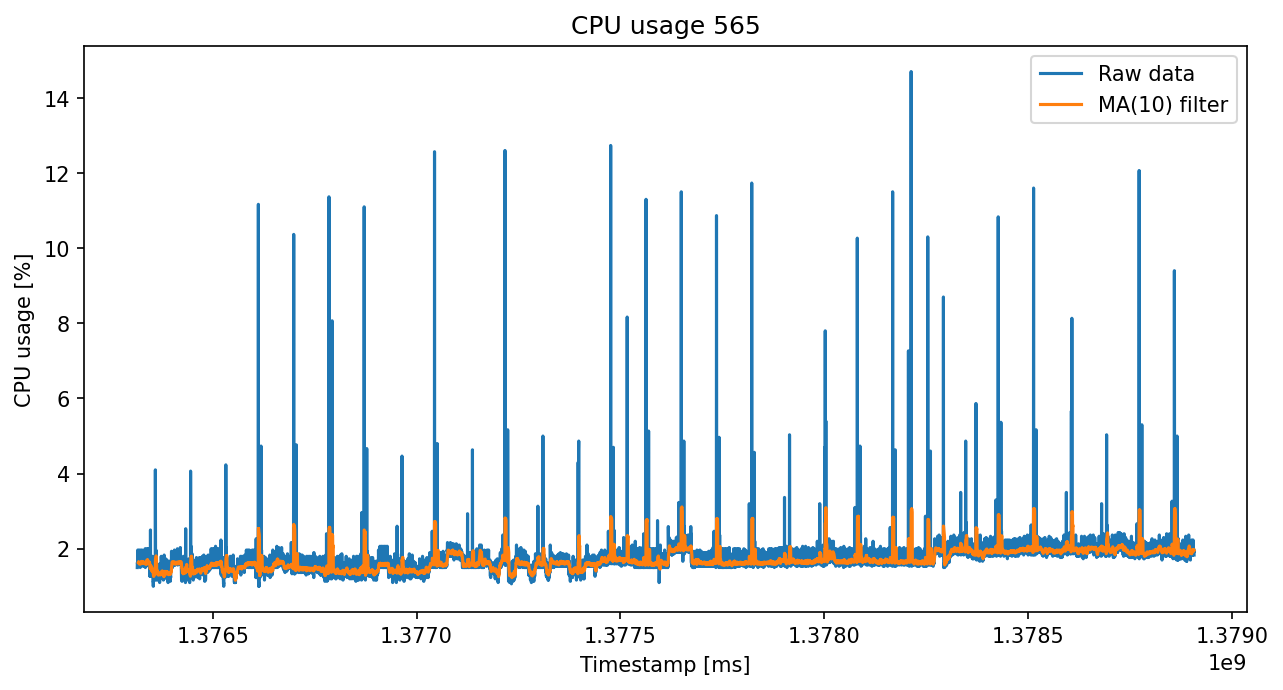 CPU usage 565
Raw data
MA(10) filter
CPU usage [%]
14
12
10
8
6
4
2
1.3765 1.3770 1.3775 1.3780 1.3785 1.3790
1e9
Timestamp [ms]